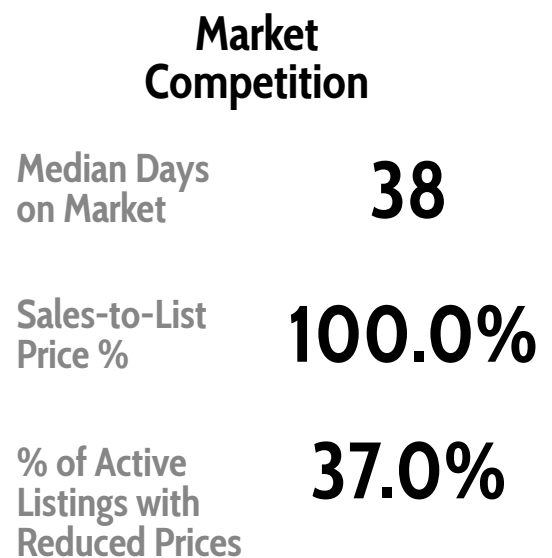 Market
Competition
Median Days
on Market
38
Sales-to-List
Price %
100.0%
% of Active
Listings with
Reduced Prices
37.0%